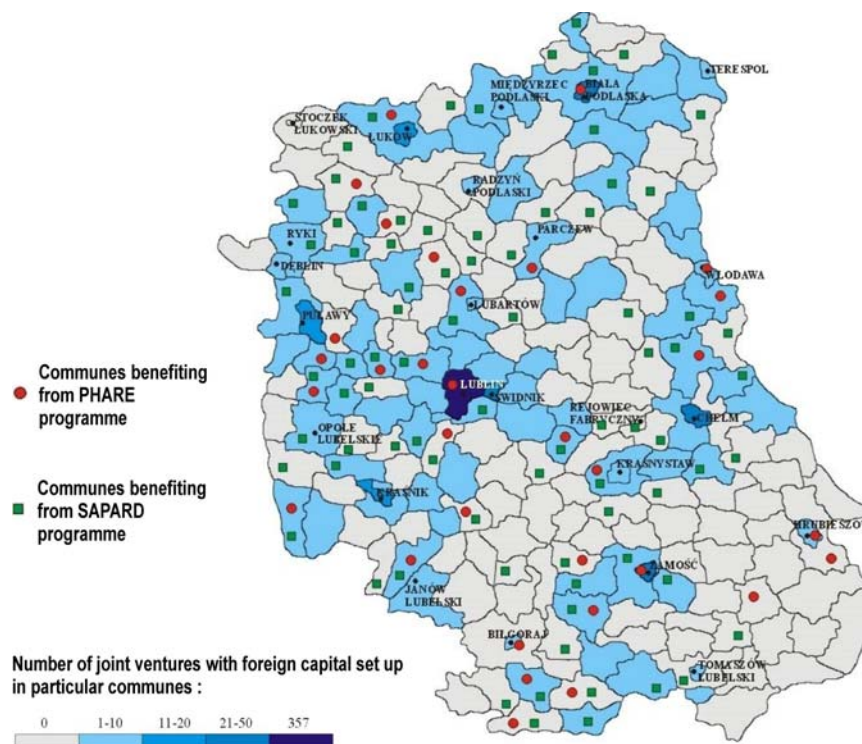 TERESPOL
MIĘDZYRZEC
PODLASKI
BIAŁA
PODLASKA
STOCZEK
ŁUKOWSKI
ŁUKÓW
RADZYŃ
PODLASKI
RYKI
PARCZEW
DĘBLIN
WŁODAWA
LUBARTÓW
PUŁAWY
Communes benefiting
from PHARE
programme
LUBLIN
ŚWIDNIK
REJOWIEC
FABRYCZNY
CHEŁM
OPOLE
LUBELSKIE
KRASNYSTAW
Communes benefiting
from SAPARD
programme
KRAŚNIK
HRUBIESZÓW
ZAMOŚĆ
JANÓW
LUBELSKI
BIŁGORAJ
TOMASZÓW
LUBELSKI
Number of joint ventures with foreign capital set up
in particular communes :
0 1-10 11-20 21-50 357